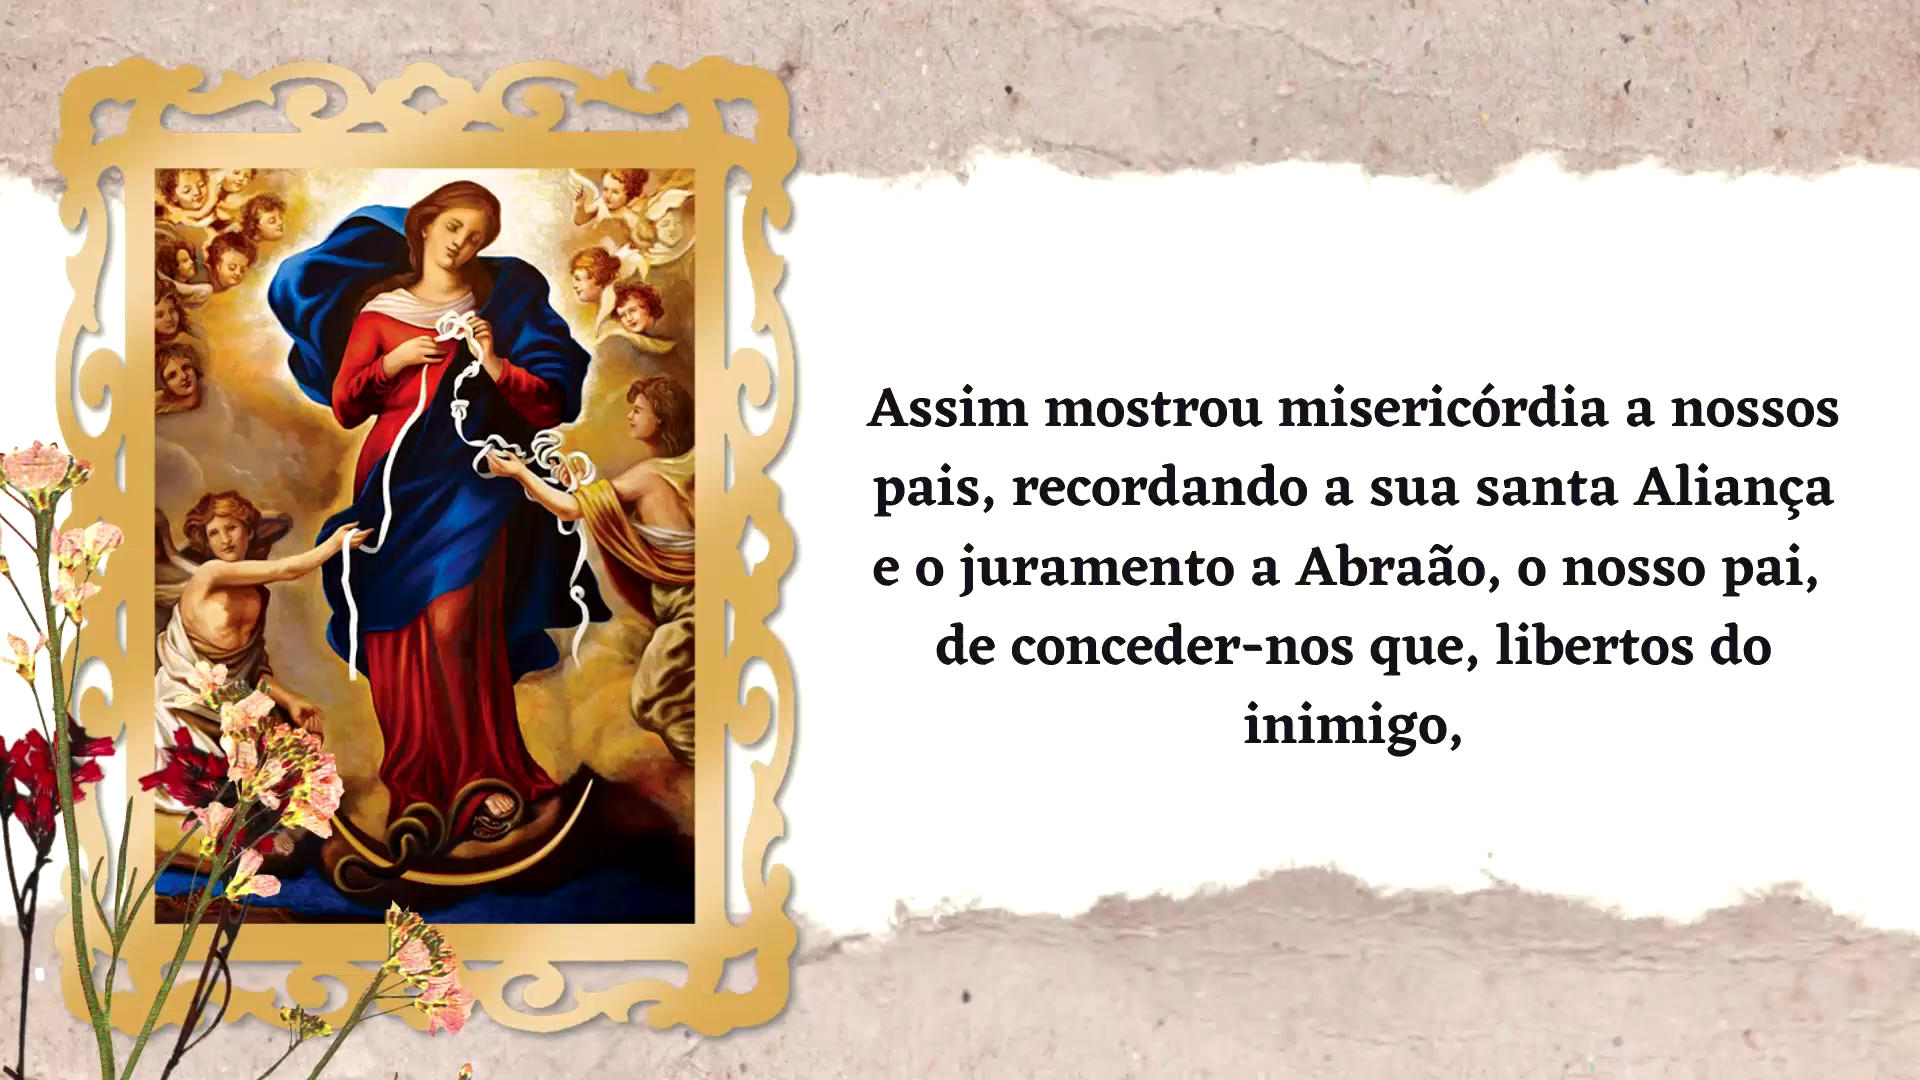 Assim mostrou misericórdia a nossos
pais, recordando a sua santa Aliança
e o juramento a Abraão, o nosso pai,
de conceder-nos que, libertos do
inimigo,